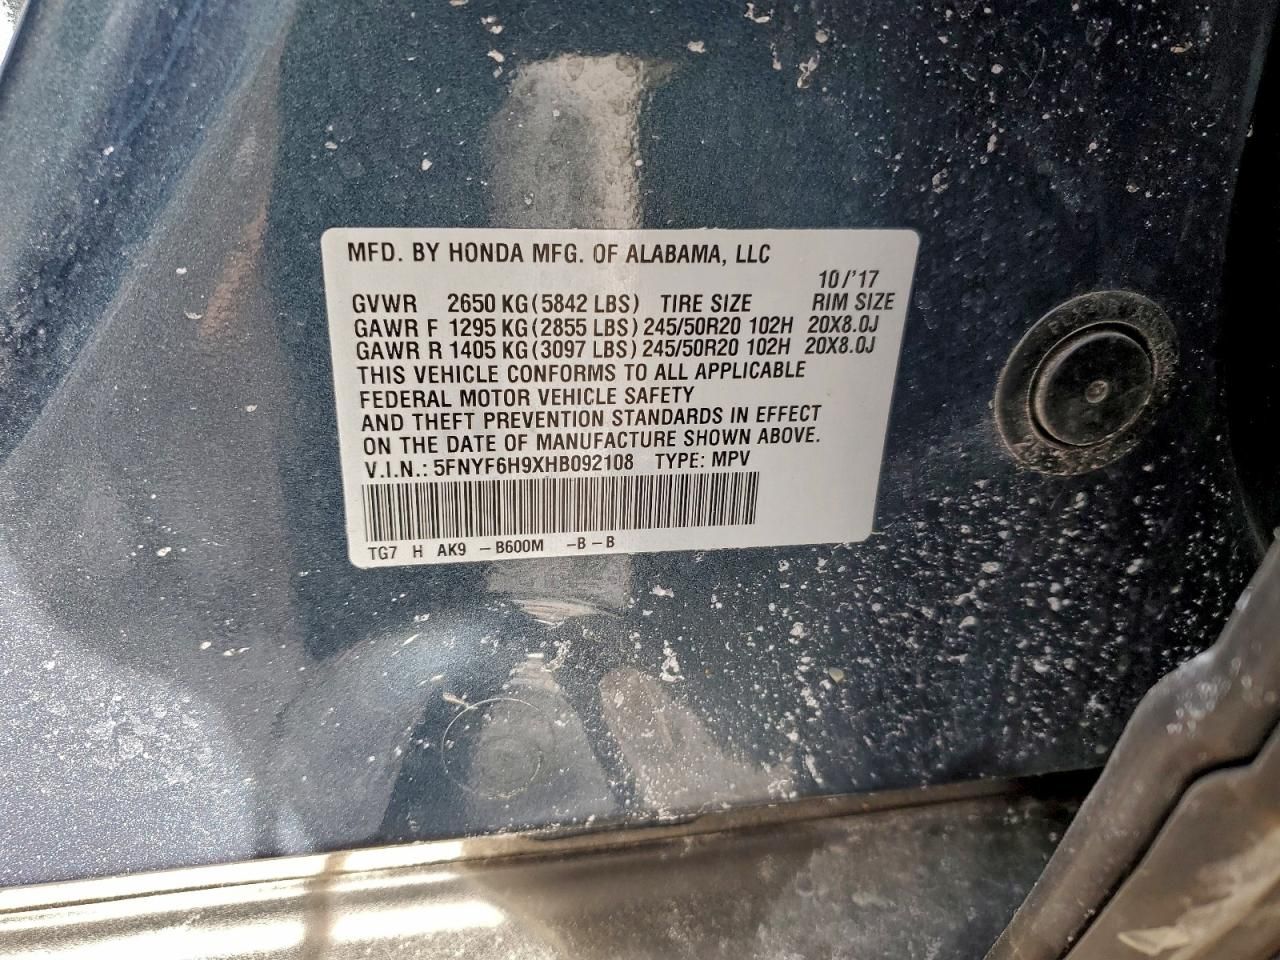 MFD. BY HONDA MFG. OF ALABAMA, LLC
10/'17
GVWR 2650 KG (5842 LBS) TIRE SIZE RIM SIZE
GAWR F 1295 KG (2855 LBS) 245/50R20 102H 20X8.0J
GAWR R 1405 KG (3097 LBS) 245/50R20 102H 20X8.0J
THIS VEHICLE CONFORMS TO ALL APPLICABLE
FEDERAL MOTOR VEHICLE SAFETY
AND THEFT PREVENTION STANDARDS IN EFFECT
ON THE DATE OF MANUFACTURE SHOWN ABOVE.
V.I.N.: 5FNYF6H9XHB092108 TYPE: MPV
TG7 H AK9 -B600M -B-B